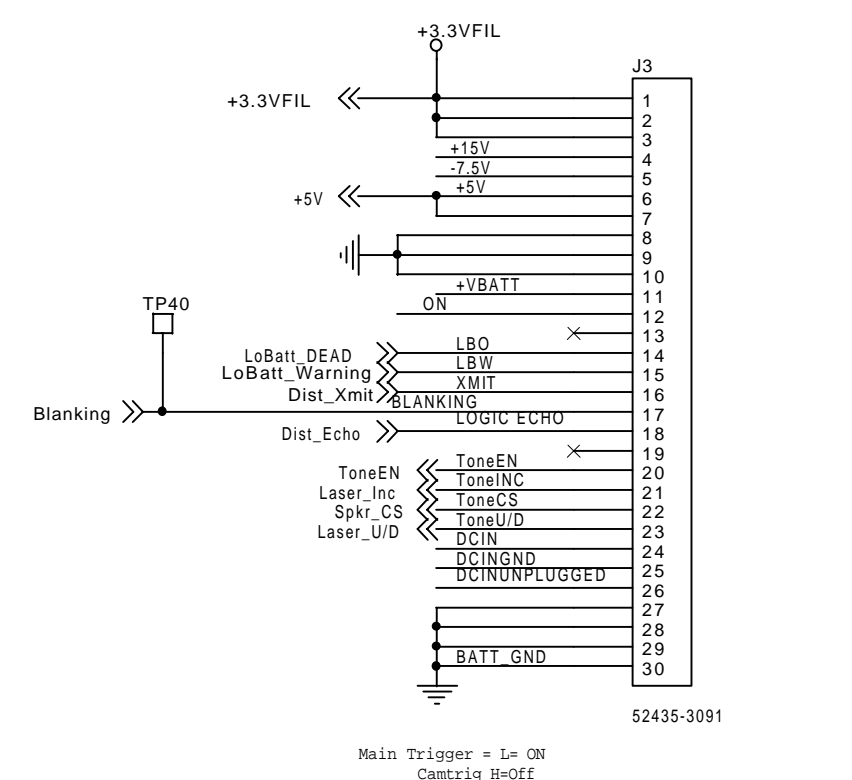 +3.3VFIL
J3
+3.3VFIL
1
2
3
+15V
4
-7.5V
5
+5V
+5V
6
7
8
9
10
+VBATT
11
ON
12
TP40
13
LoBatt_DEAD
LBO
14
LoBatt_Warning
LBW
15
Dist_Xmit
XMIT
16
Blanking
BLANKING
17
Dist_Echo
LOGIC ECHO
18
19
ToneEN
ToneEN
20
Laser_Inc
ToneINC
21
Spkr_CS
ToneCS
22
Laser_U/D
ToneU/D
23
DCIN
24
DCINGND
25
DCINUNPLUGGED
26
27
28
29
BATT_GND
30
52435-3091
Main Trigger = L= ON
Camtrig H=Off